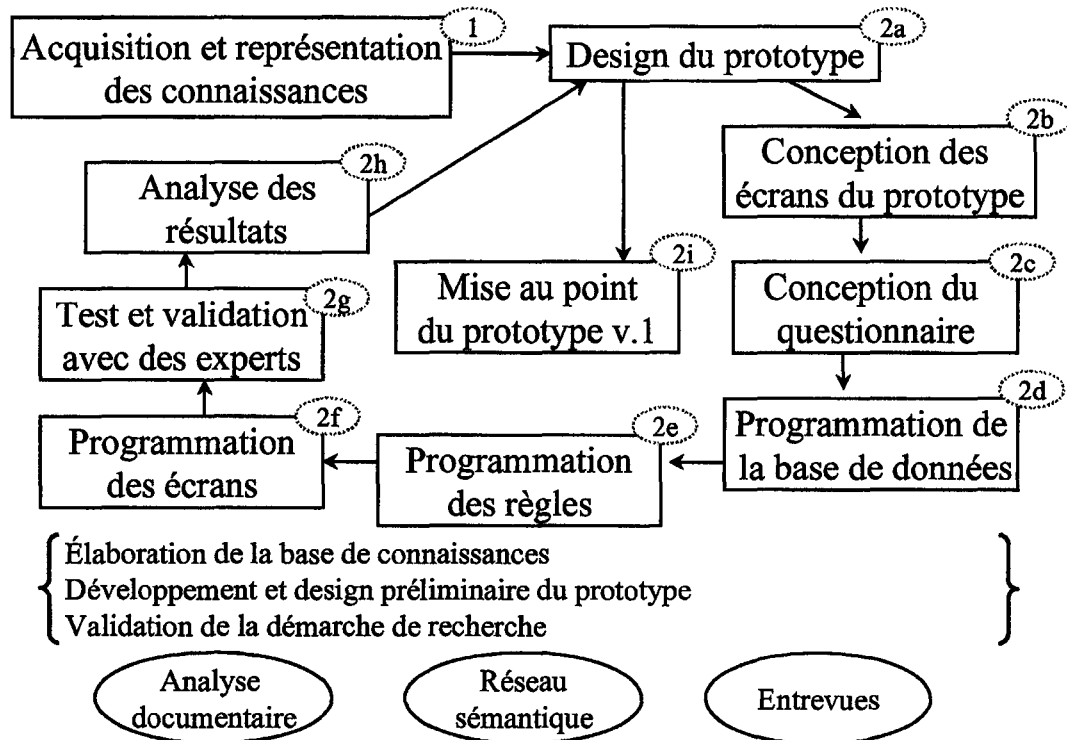 1
Acquisition et représentation
des connaissances
2a
Design du prototype
2b
Conception des
écrans du prototype
2h
Analyse des
résultats
2i
Mise au point
du prototype v.1
2c
Conception du
questionnaire
2g
Test et validation
avec des experts
2d
Programmation de
la base de données
2f
Programmation
des écrans
2e
Programmation
des règles
Élaboration de la base de connaissances
Développement et design préliminaire du prototype
Validation de la démarche de recherche
Analyse
documentaire
Réseau
sémantique
Entrevues